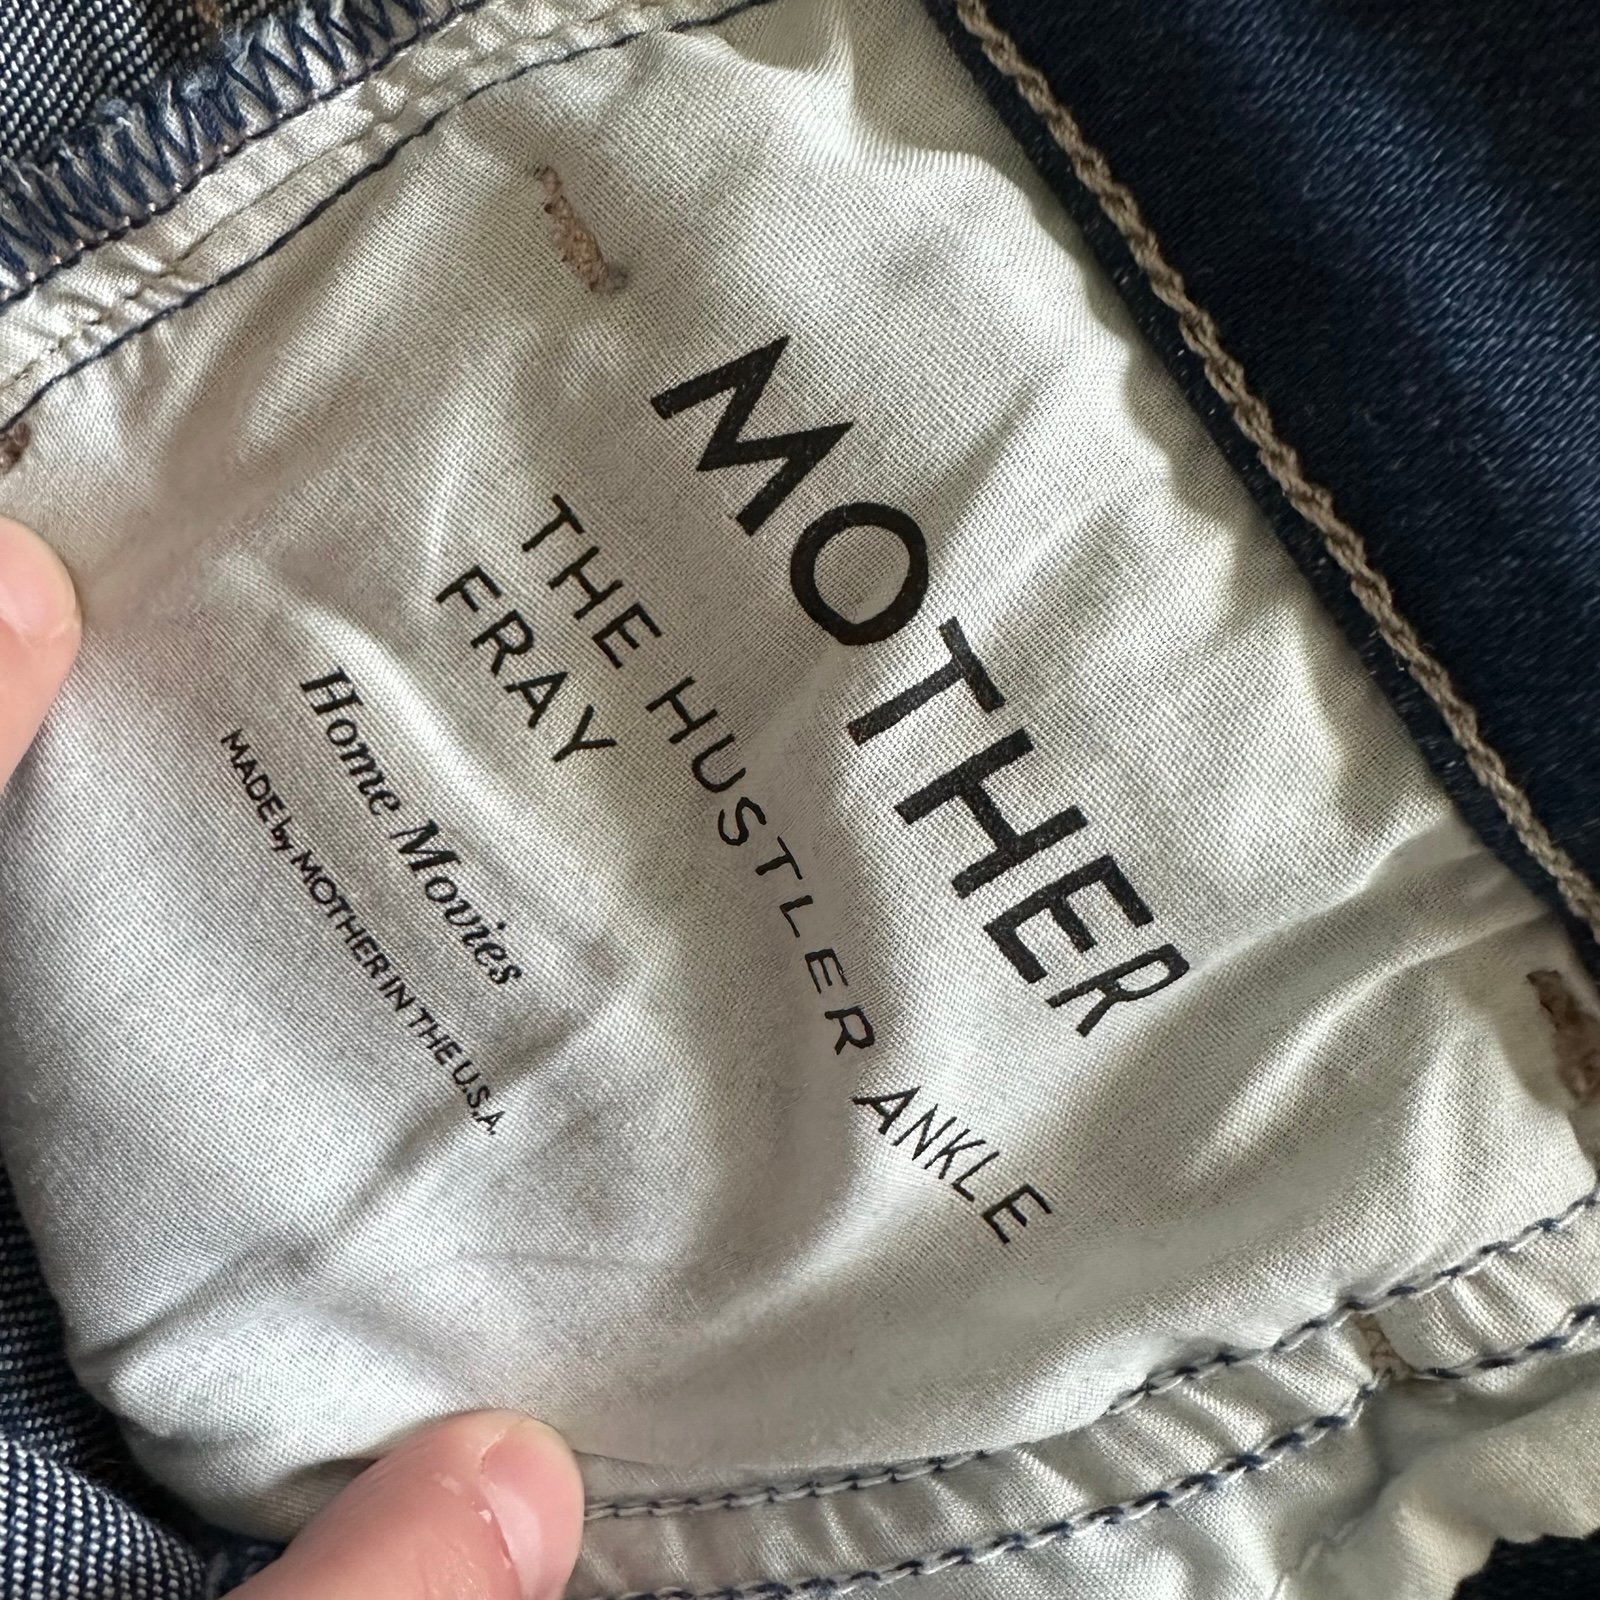 MOTHER
THE HUSTLER ANKLE
FRAY
Home Movies
MADE by MOTHER IN THE U.S.A.